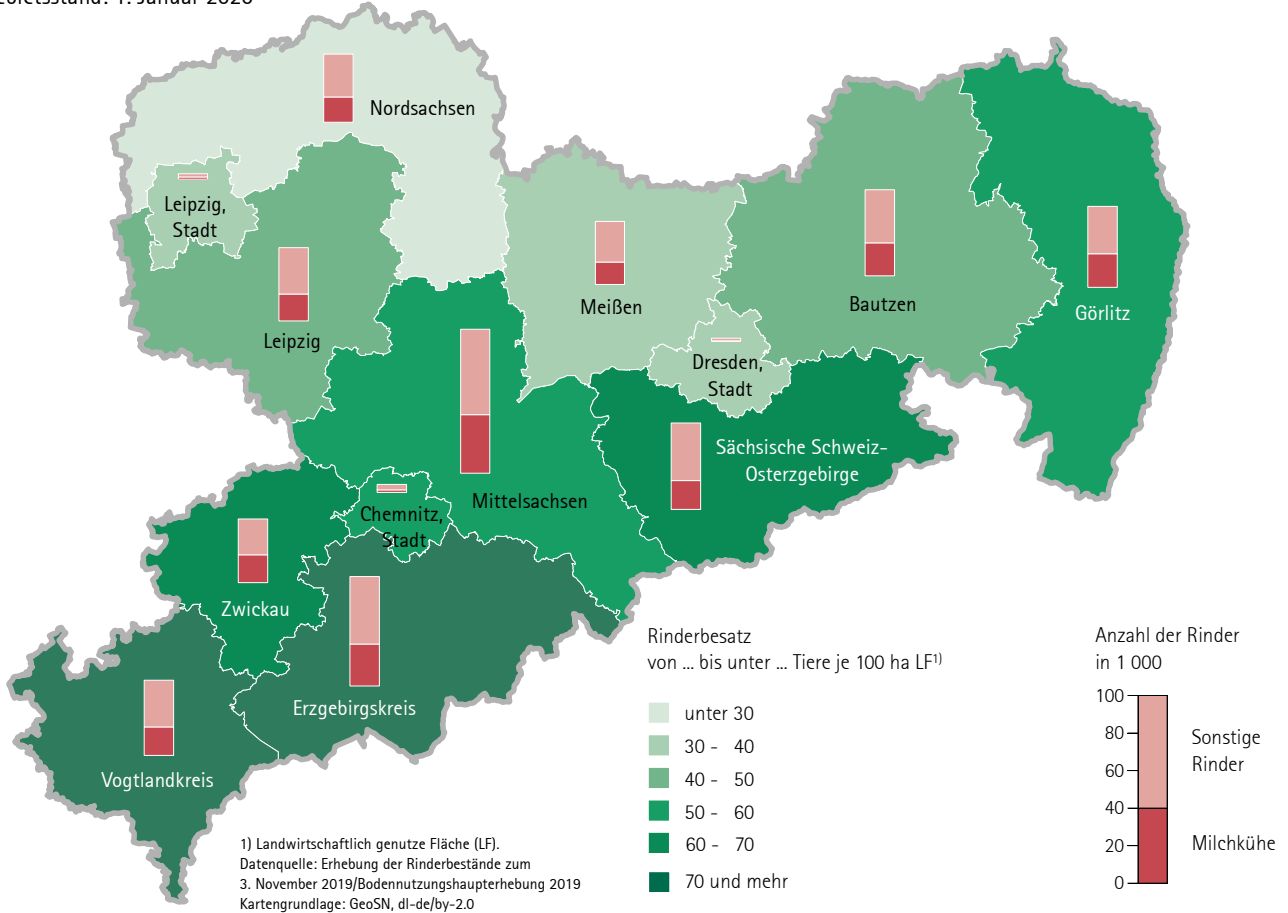 Nordsachsen
Leipzig,
Stadt
Leipzig
Meißen
Bautzen
Görlitz
Dresden,
Stadt
Sächsische Schweiz-
Osterzgebirge
Mittelsachsen
Chemnitz,
Stadt
Zwickau
Erzgebirgskreis
Vogtlandkreis
Rinderbesatz
von ... bis unter ... Tiere je 100 ha LF1)
unter 30
30 - 40
40 - 50
50 - 60
60 - 70
70 und mehr
Anzahl der Rinder
in 1 000
100
80
60
40
20
0
Sonstige
Rinder
Milchkühe
1) Landwirtschaftlich genutze Fläche (LF).
Datenquelle: Erhebung der Rinderbestände zum
3. November 2019/Bodennutzungshaupterhebung 2019
Kartengrundlage: GeoSN, dl-de/by-2.0